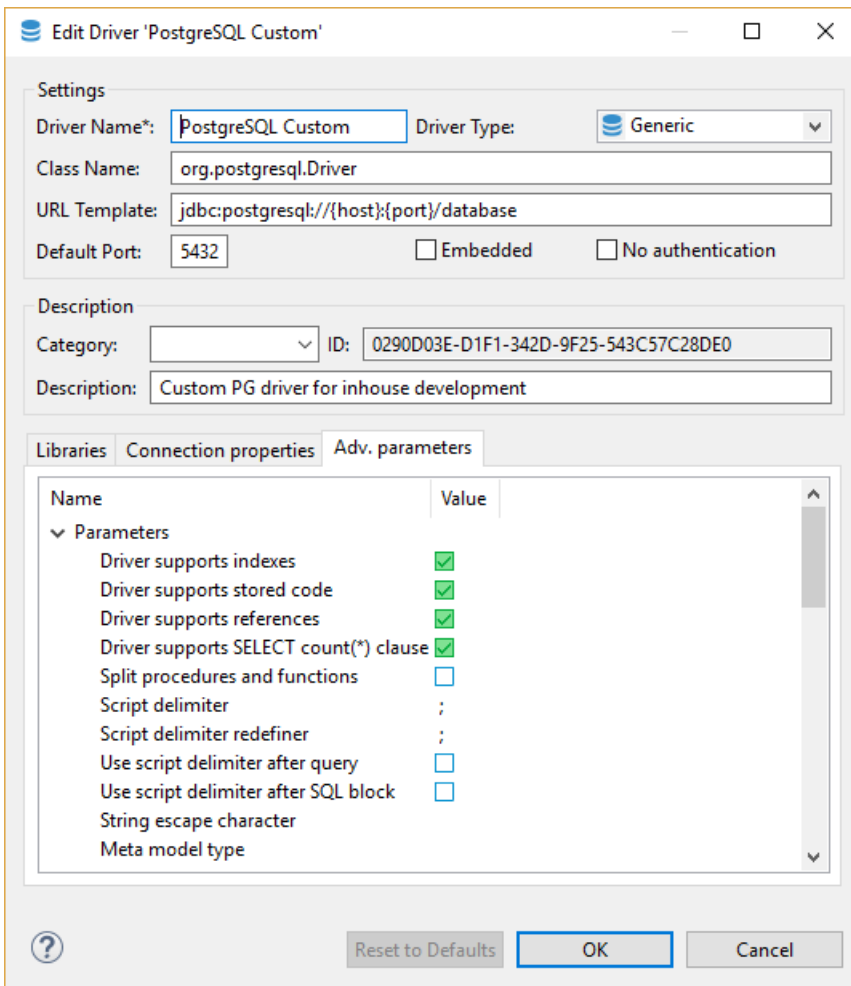 Edit Driver 'PostgreSQL Custom'
Settings
Driver Name*: PostgreSQL Custom Driver Type: Generic
Class Name: org.postgresql.Driver
URL Template: jdbc:postgresql://{host}:{port}/database
Default Port: 5432 Embedded No authentication
Description
Category: ID: 0290D03E-D1F1-342D-9F25-543C57C28DE0
Description: Custom PG driver for inhouse development
Libraries Connection properties Adv. parameters
Name Value
Parameters
Driver supports indexes
Driver supports stored code
Driver supports references
Driver supports SELECT count(*) clause
Split procedures and functions
Script delimiter ;
Script delimiter redefiner ;
Use script delimiter after query
Use script delimiter after SQL block
String escape character
Meta model type
? Reset to Defaults OK Cancel